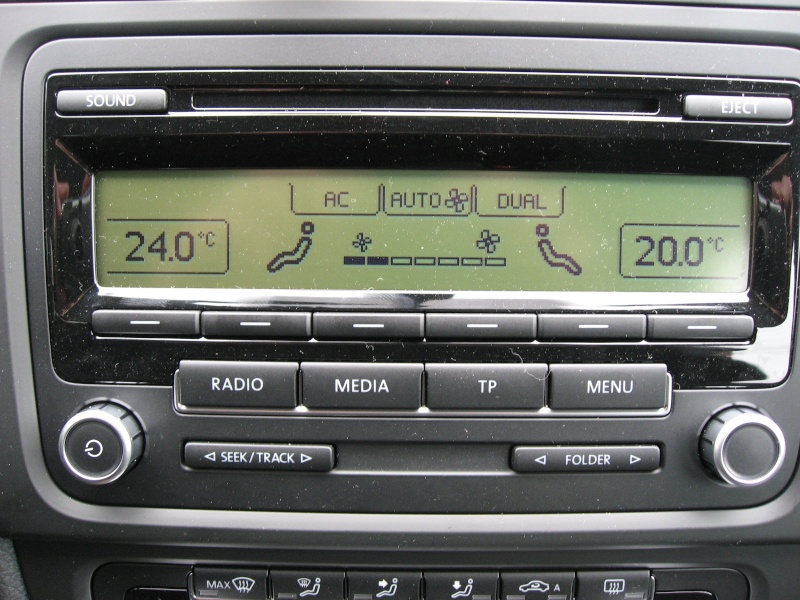 SOUND EJECT
AC AUTO DUAL
24.0°C 20.0°C
RADIO MEDIA TP MENU
SEEK / TRACK FOLDER
MAX A